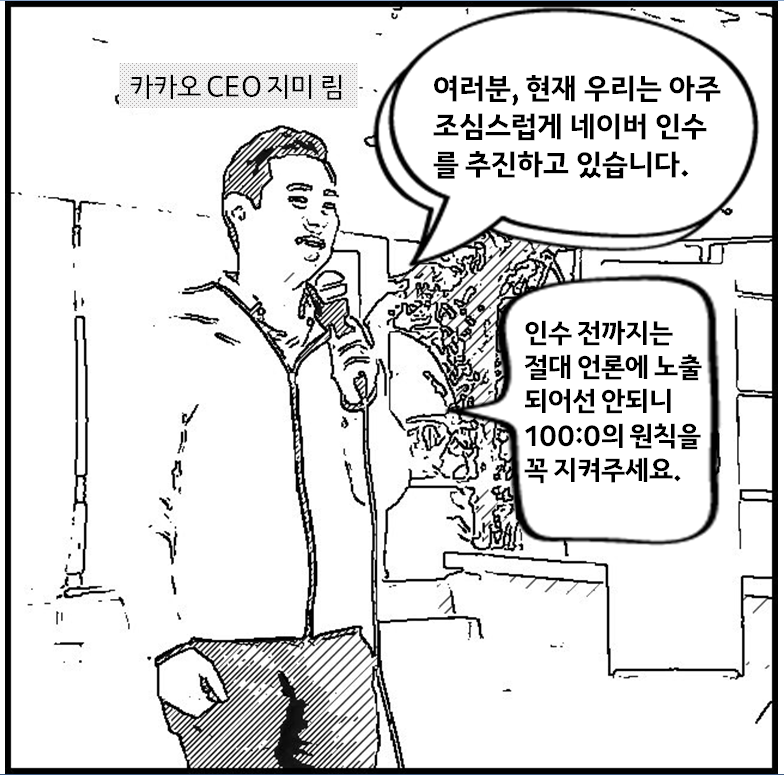 카카오 CEO 지미 림
여러분, 현재 우리는 아주
조심스럽게 네이버 인수
를 추진하고 있습니다.
인수 전까지는
절대 언론에 노출
되어선 안되니
100:0의 원칙을
꼭 지켜주세요.